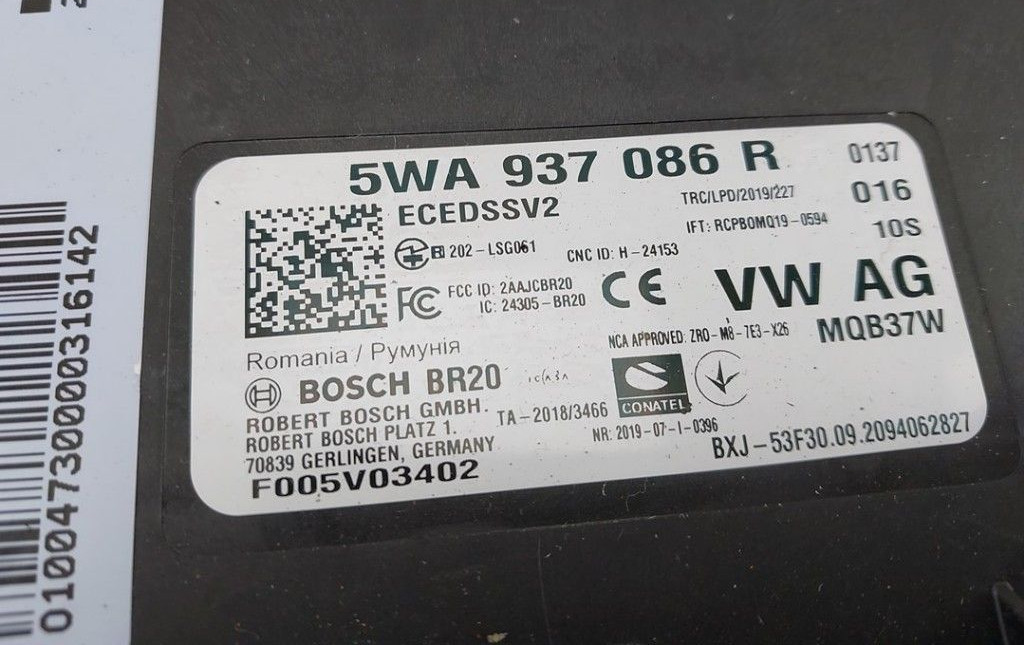 5WA 937 086 R
0137
ECEDSSV2
TRC/LPD/2019/227
016
202-LSG061
CNC ID: H-24153
IFT: RCPBOMQ19-0594
10S
FCC ID: 2AAJCBR20
IC: 24305-BR20
CE
VW AG
NCA APPROVED: ZRO-M8-7E3-X26
MQB37W
Romania / Румунія
BOSCH BR20
CONATEL
ROBERT BOSCH GMBH.
TA-2018/3466
ROBERT BOSCH PLATZ 1.
NR: 2019-07-I-0396
70839 GERLINGEN, GERMANY
BXJ-53F30.09.2094062827
F005V03402
0100473000316142